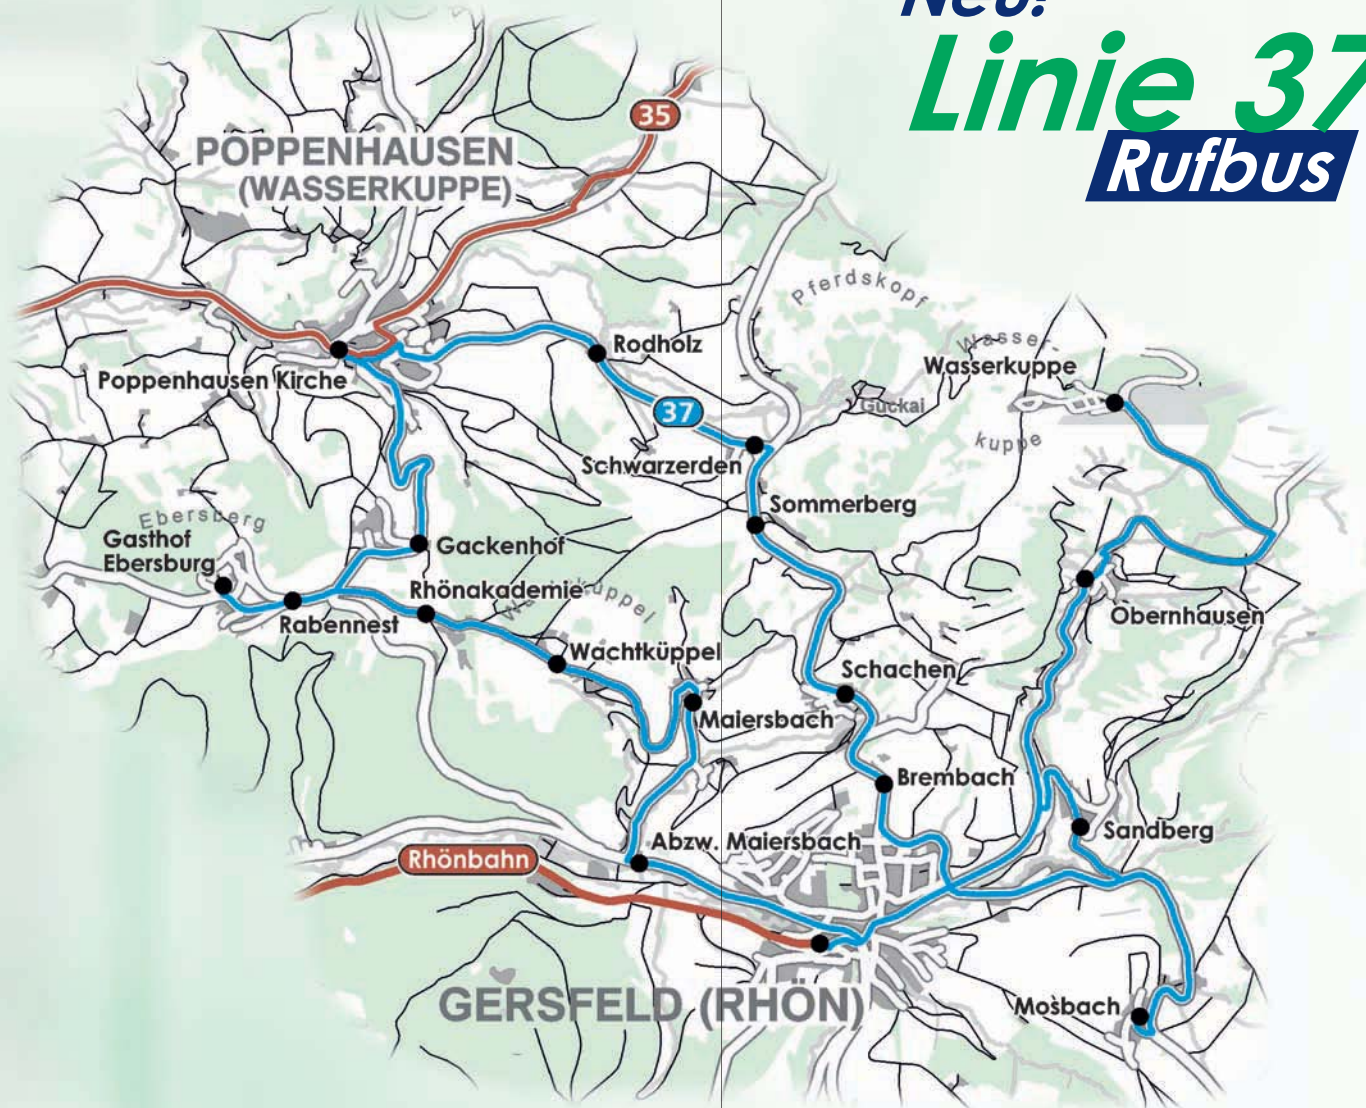 Neu:
Linie 37
Rufbus
35
POPPENHAUSEN
(WASSERKUPPE)
Pferdskopf
Rodholz
Wasser-
Wasserkuppe
Poppenhausen Kirche
37
Guckai
kuppe
Schwarzerden
Sommerberg
Ebersberg
Gasthof
Ebersburg
Gackenhof
Rhönakademie
Wachtküppel
Obernhausen
Rabennest
Wachtküppel
Schachen
Maiersbach
Brembach
Sandberg
Abzw. Maiersbach
Rhönbahn
GERSFELD (RHÖN)
Mosbach